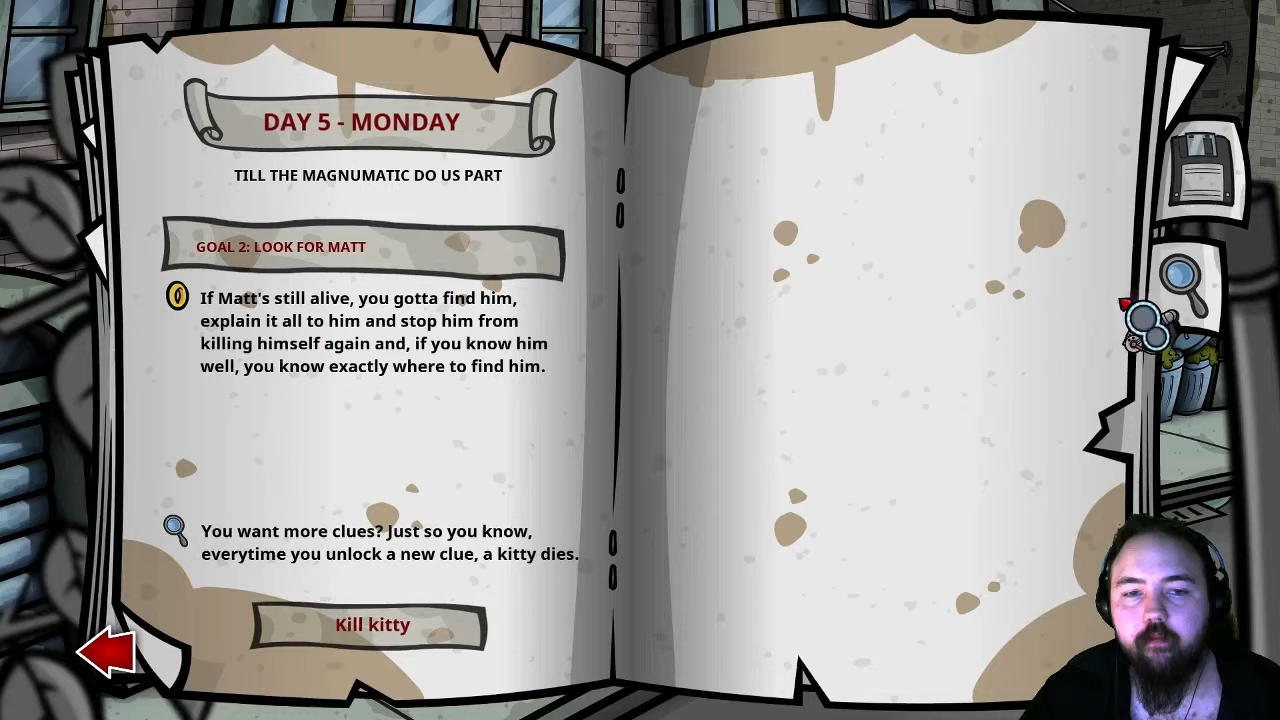 DAY 5 - MONDAY
TILL THE MAGNUMATIC DO US PART
GOAL 2: LOOK FOR MATT
If Matt's still alive, you gotta find him,
explain it all to him and stop him from
killing himself again and, if you know him
well, you know exactly where to find him.
You want more clues? Just so you know,
everytime you unlock a new clue, a kitty dies.
Kill kitty